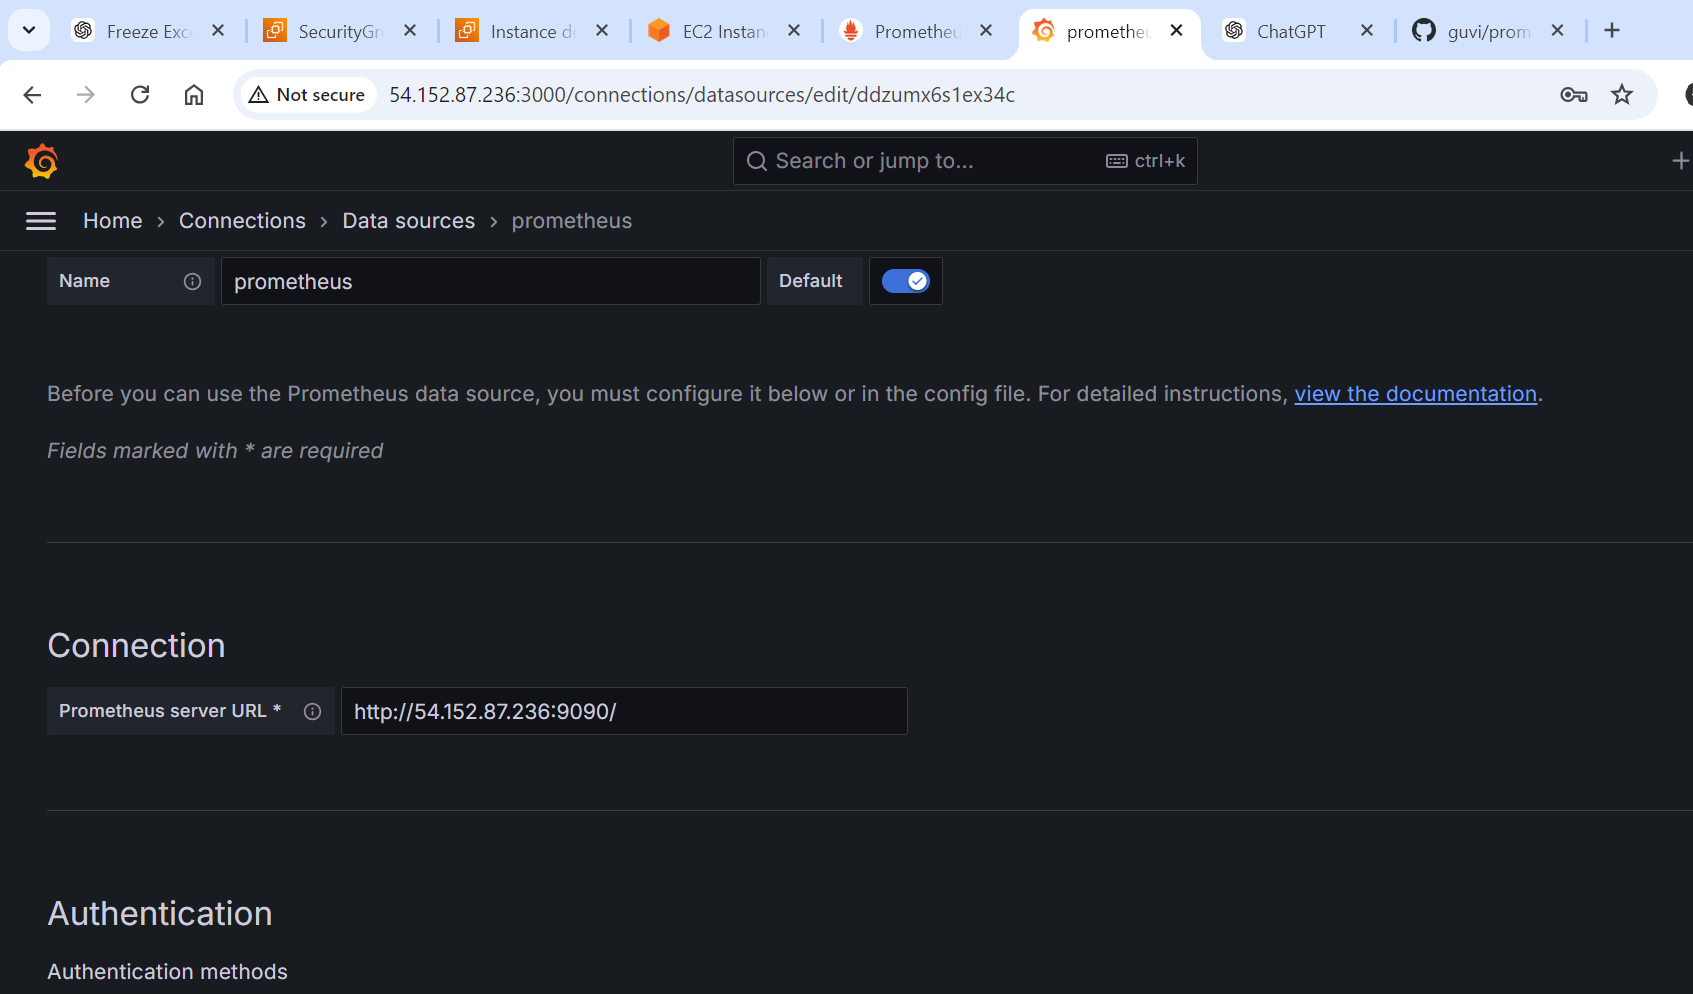 Freeze Exc
SecurityGr
Instance de
EC2 Instan
Prometheu
prometheu
ChatGPT
guvi/prom
Not secure
54.152.87.236:3000/connections/datasources/edit/ddzumx6s1ex34c
Search or jump to...
ctrl+k
Home › Connections › Data sources › prometheus
Name
prometheus
Default
Before you can use the Prometheus data source, you must configure it below or in the config file. For detailed instructions, view the documentation.
Fields marked with * are required
Connection
Prometheus server URL *
http://54.152.87.236:9090/
Authentication
Authentication methods